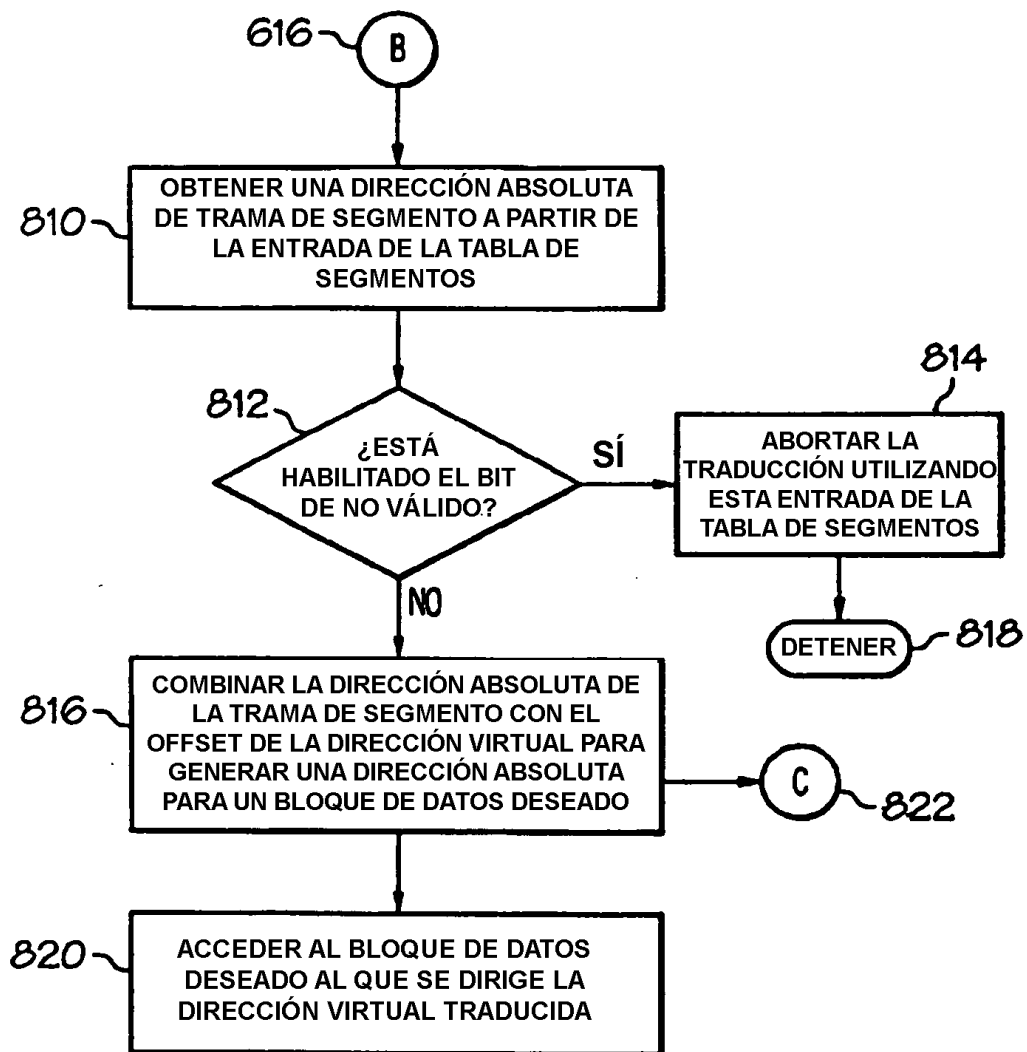 616
B
810
OBTENER UNA DIRECCIÓN ABSOLUTA
DE TRAMA DE SEGMENTO A PARTIR DE
LA ENTRADA DE LA TABLA DE
SEGMENTOS
812
¿ESTÁ
HABILITADO EL BIT
DE NO VÁLIDO?
SÍ
814
ABORTAR LA
TRADUCCIÓN UTILIZANDO
ESTA ENTRADA DE LA
TABLA DE SEGMENTOS
NO
DETENER
818
816
COMBINAR LA DIRECCIÓN ABSOLUTA DE
LA TRAMA DE SEGMENTO CON EL
OFFSET DE LA DIRECCIÓN VIRTUAL PARA
GENERAR UNA DIRECCIÓN ABSOLUTA
PARA UN BLOQUE DE DATOS DESEADO
C
822
820
ACCEDER AL BLOQUE DE DATOS
DESEADO AL QUE SE DIRIGE LA
DIRECCIÓN VIRTUAL TRADUCIDA